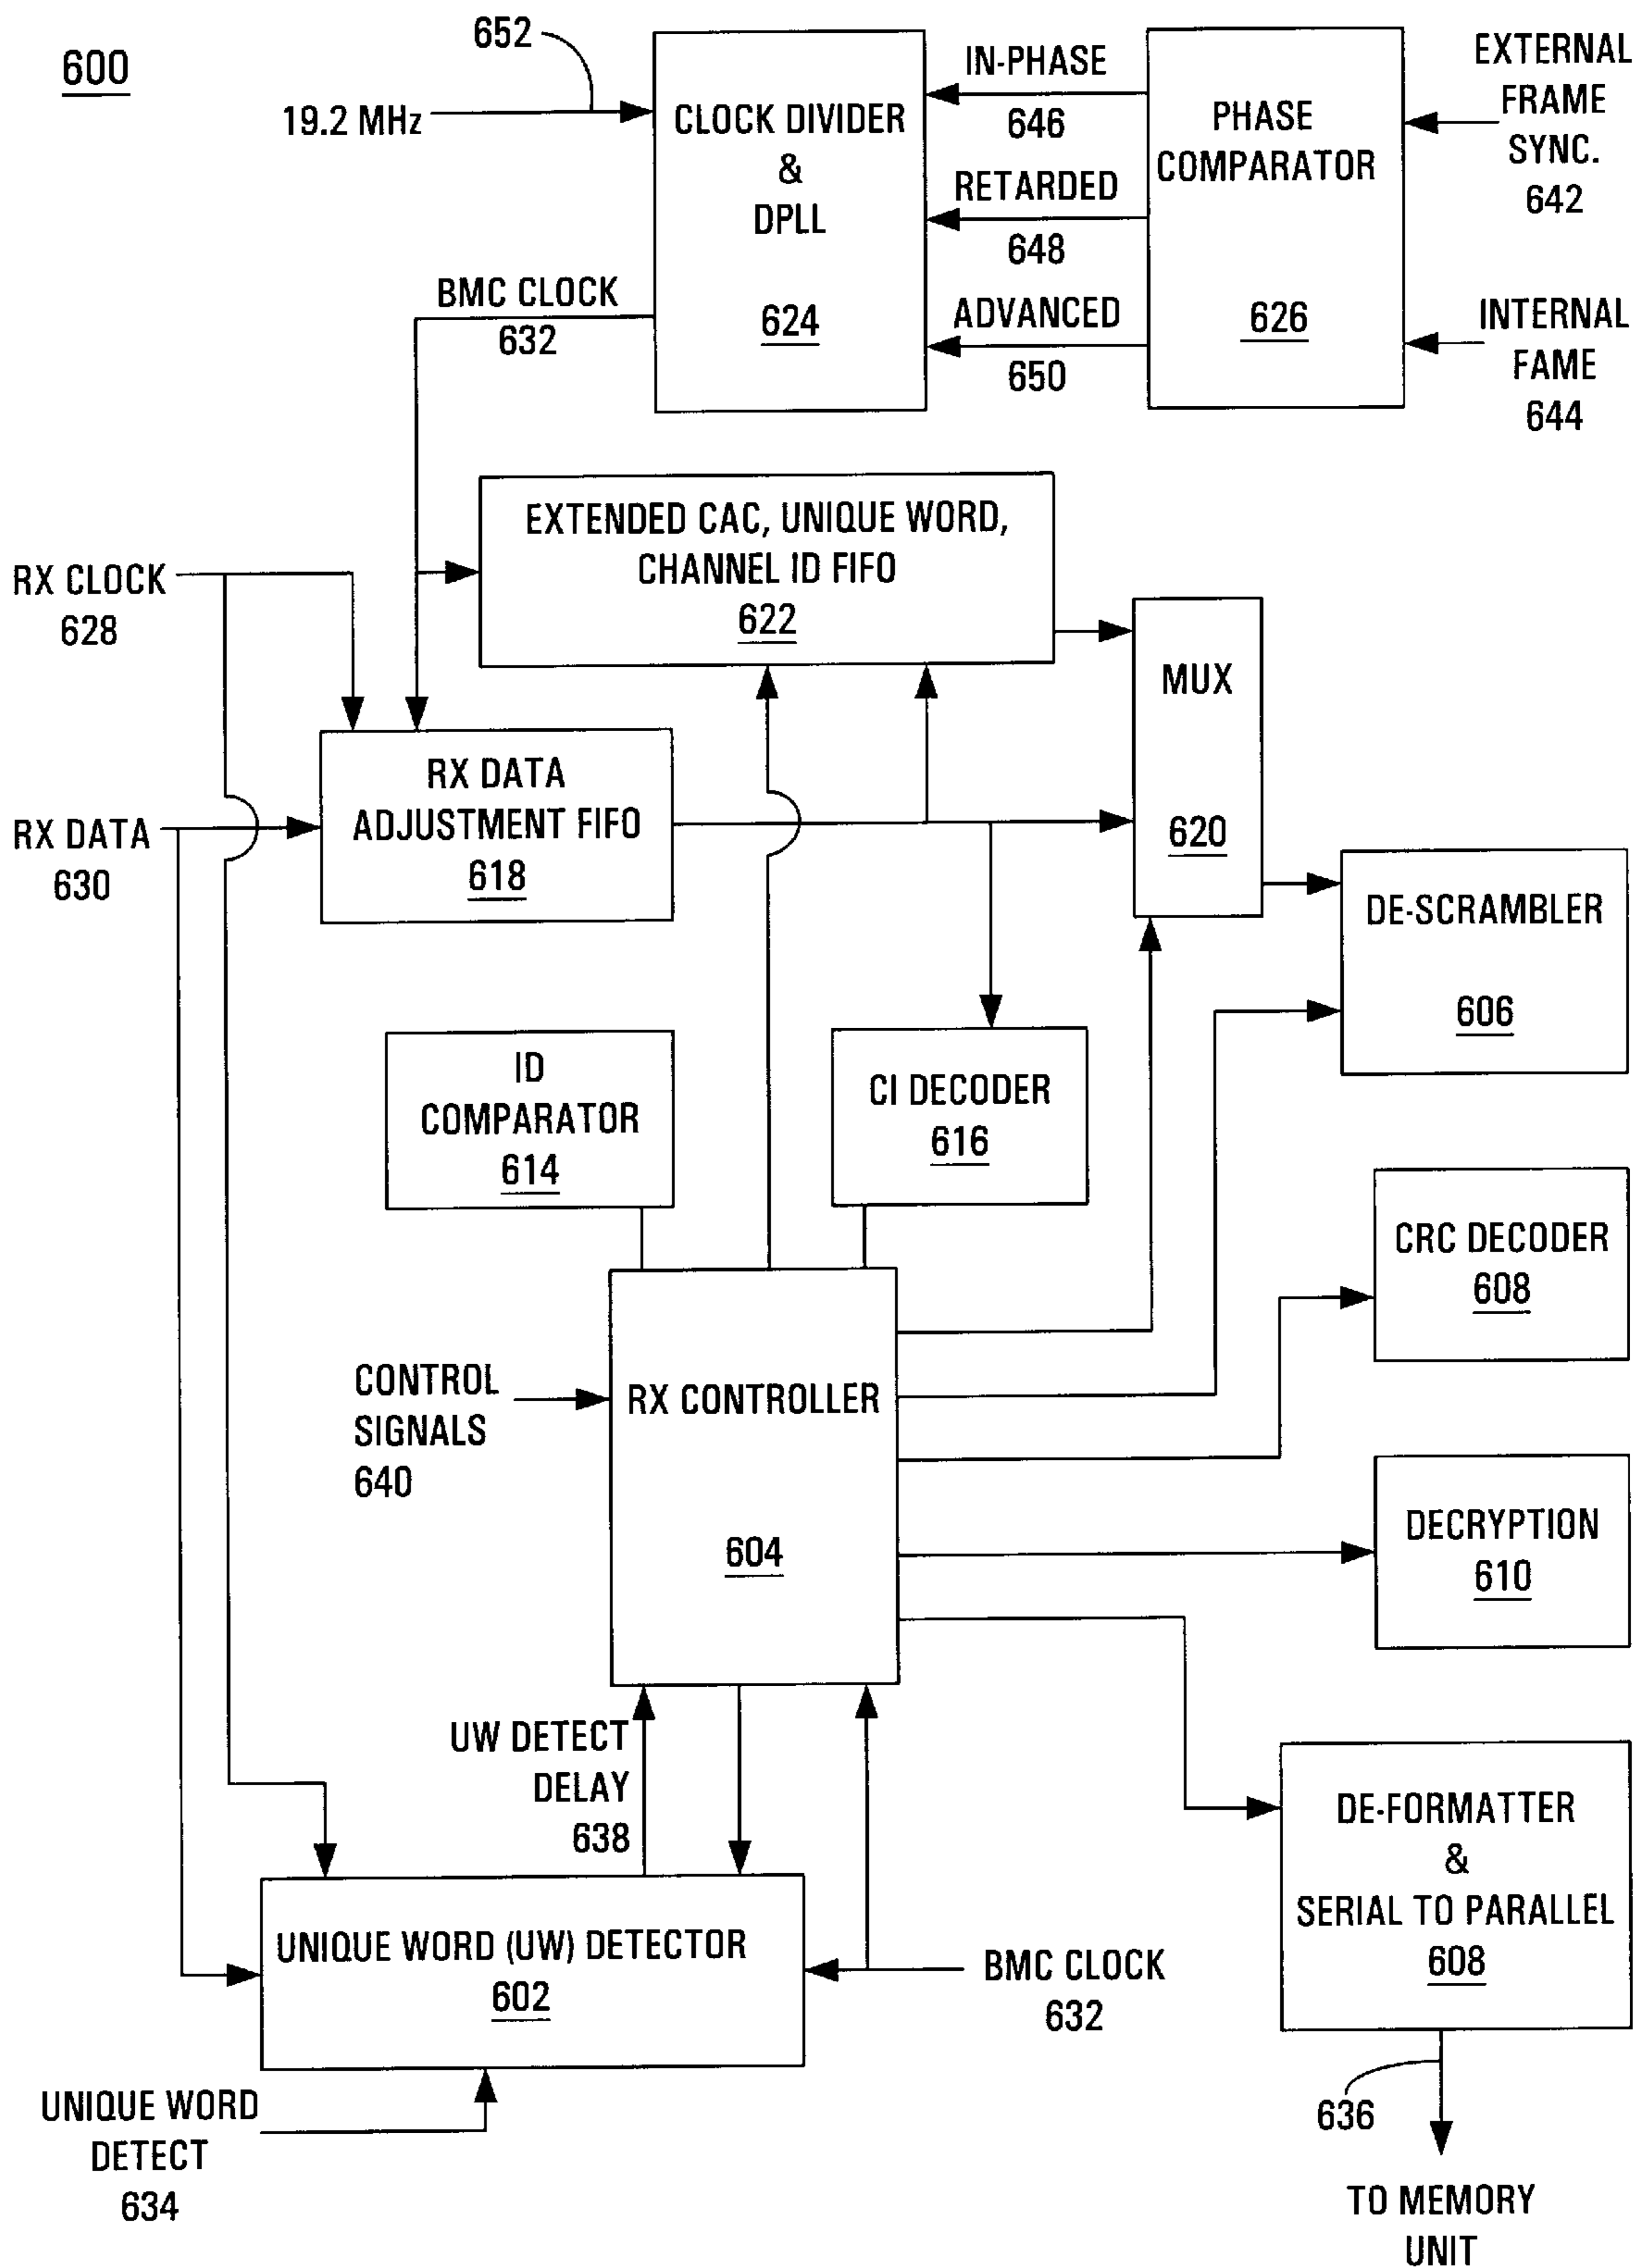 600
652
19.2 MHz
CLOCK DIVIDER
&
DPLL
624
IN-PHASE
646
RETARDED
648
ADVANCED
650
PHASE
COMPARATOR
626
EXTERNAL
FRAME
SYNC.
642
INTERNAL
FAME
644
BMC CLOCK
632
EXTENDED CAC, UNIQUE WORD,
CHANNEL ID FIFO
622
RX CLOCK
628
MUX
620
RX DATA
ADJUSTMENT FIFO
618
RX DATA
630
DE-SCRAMBLER
606
ID
COMPARATOR
614
CI DECODER
616
CRC DECODER
608
CONTROL
SIGNALS
640
RX CONTROLLER
604
DECRYPTION
610
UW DETECT
DELAY
638
DE-FORMATTER
&
SERIAL TO PARALLEL
608
UNIQUE WORD (UW) DETECTOR
602
BMC CLOCK
632
UNIQUE WORD
DETECT
634
636
TO MEMORY
UNIT